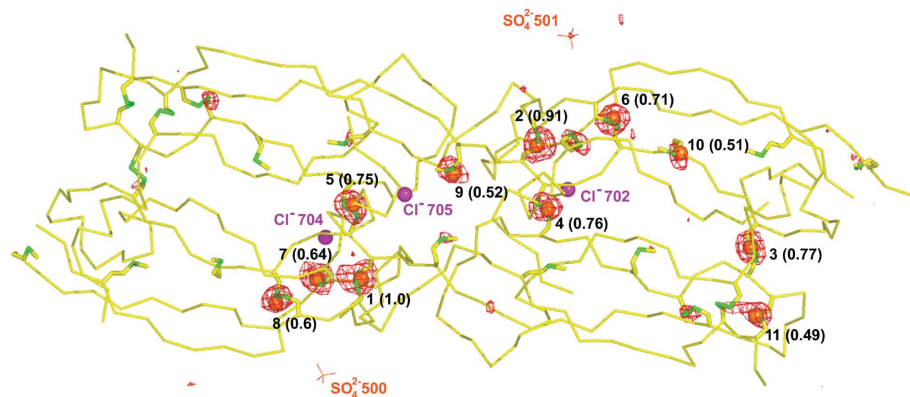 SO₄²⁻501
6 (0.71)
2 (0.91)
10 (0.51)
5 (0.75)
9 (0.52)
Cl⁻705
Cl⁻702
Cl⁻704
4 (0.76)
7 (0.64)
3 (0.77)
1 (1.0)
8 (0.6)
11 (0.49)
SO₄²⁻500